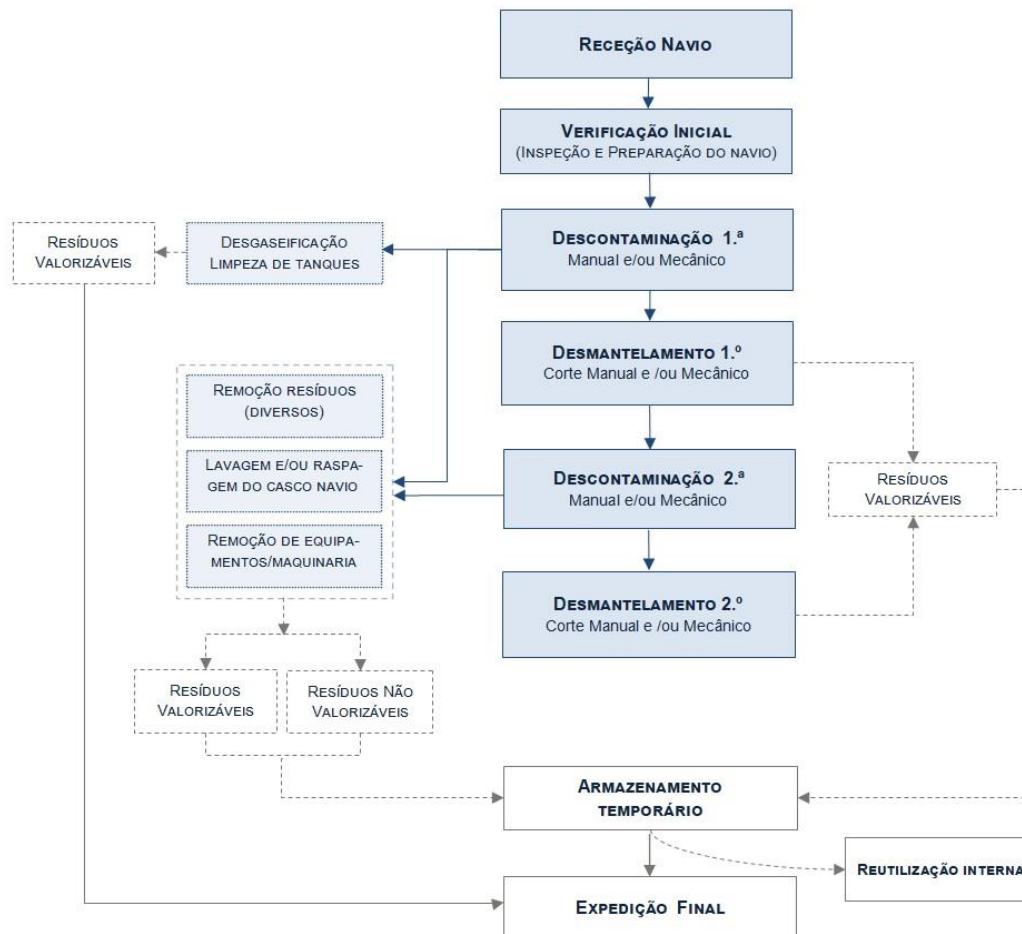 RECEÇÃO NAVIO
VERIFICAÇÃO INICIAL
(INSPEÇÃO E PREPARAÇÃO DO NAVIO)
RESÍDUOS
VALORIZÁVEIS
DESGASEIFICAÇÃO
LIMPEZA DE TANQUES
DESCONTAMINAÇÃO 1.ª
Manual e/ou Mecânico
DESMANTELAMENTO 1.º
Corte Manual e /ou Mecânico
REMOÇÃO RESÍDUOS
(DIVERSOS)
LAVAGEM E/OU RASPA-
GEM DO CASCO NAVIO
DESCONTAMINAÇÃO 2.ª
Manual e/ou Mecânico
RESÍDUOS
VALORIZÁVEIS
REMOÇÃO DE EQUIPA-
MENTOS/MAQUINARIA
DESMANTELAMENTO 2.º
Corte Manual e /ou Mecânico
RESÍDUOS
VALORIZÁVEIS
RESÍDUOS NÃO
VALORIZÁVEIS
ARMAZENAMENTO
TEMPORÁRIO
REUTILIZAÇÃO INTERNA
EXPEDIÇÃO FINAL